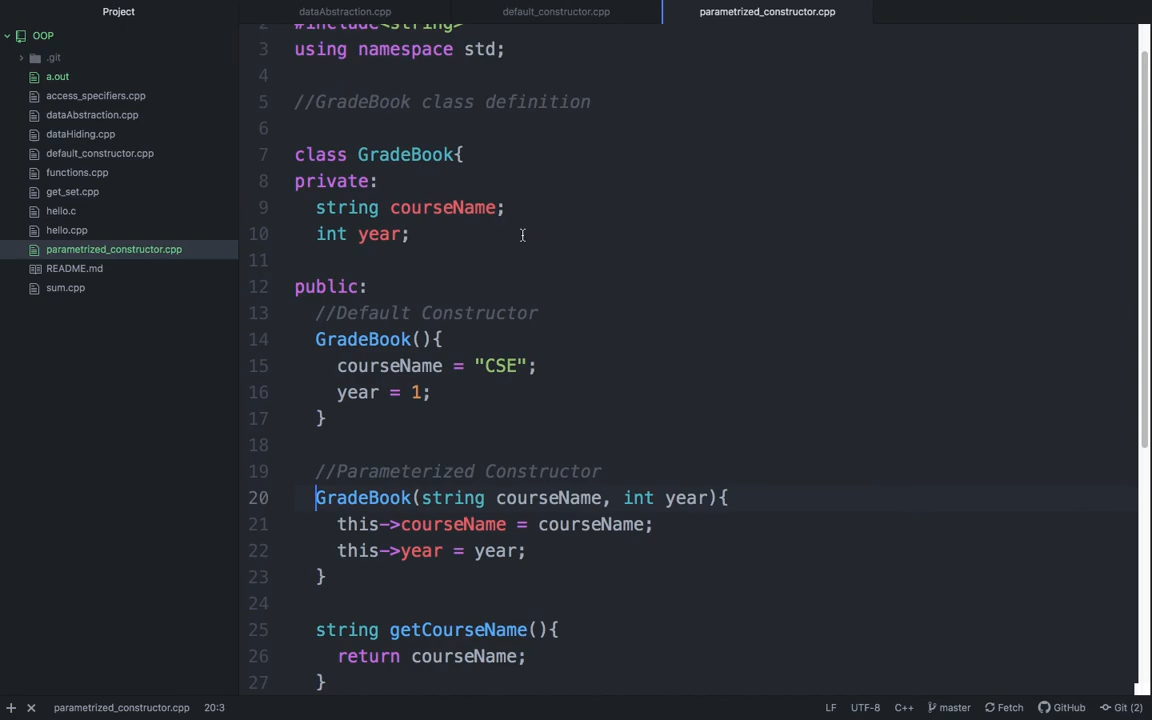 Project
dataAbstraction.cpp
default_constructor.cpp
parametrized_constructor.cpp
OOP
.git
a.out
access_specifiers.cpp
dataAbstraction.cpp
dataHiding.cpp
default_constructor.cpp
functions.cpp
get_set.cpp
hello.c
hello.cpp
parametrized_constructor.cpp
README.md
sum.cpp
2 #include<string>
3 using namespace std;
4
5 //GradeBook class definition
6
7 class GradeBook{
8 private:
9 string courseName;
10 int year;
11
12 public:
13 //Default Constructor
14 GradeBook(){
15 courseName = "CSE";
16 year = 1;
17 }
18
19 //Parameterized Constructor
20 GradeBook(string courseName, int year){
21 this->courseName = courseName;
22 this->year = year;
23 }
24
25 string getCourseName(){
26 return courseName;
27 }
parametrized_constructor.cpp 20:3 LF UTF-8 C++ master Fetch GitHub Git (2)